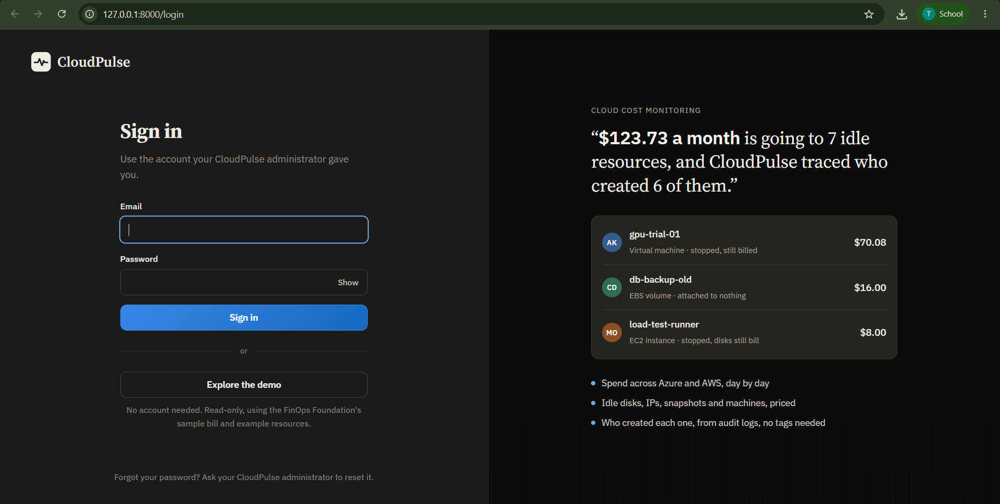 127.0.0.1:8000/login
T School
CloudPulse
Sign in
Use the account your CloudPulse administrator gave
you.
Email
Password
Show
Sign in
or
Explore the demo
No account needed. Read-only, using the FinOps Foundation's
sample bill and example resources.
Forgot your password? Ask your CloudPulse administrator to reset it.
CLOUD COST MONITORING
“$123.73 a month is going to 7 idle
resources, and CloudPulse traced who
created 6 of them.”
AK gpu-trial-01 $70.08
Virtual machine · stopped, still billed
CD db-backup-old $16.00
EBS volume · attached to nothing
MO load-test-runner $8.00
EC2 instance · stopped, disks still bill
Spend across Azure and AWS, day by day
Idle disks, IPs, snapshots and machines, priced
Who created each one, from audit logs, no tags needed